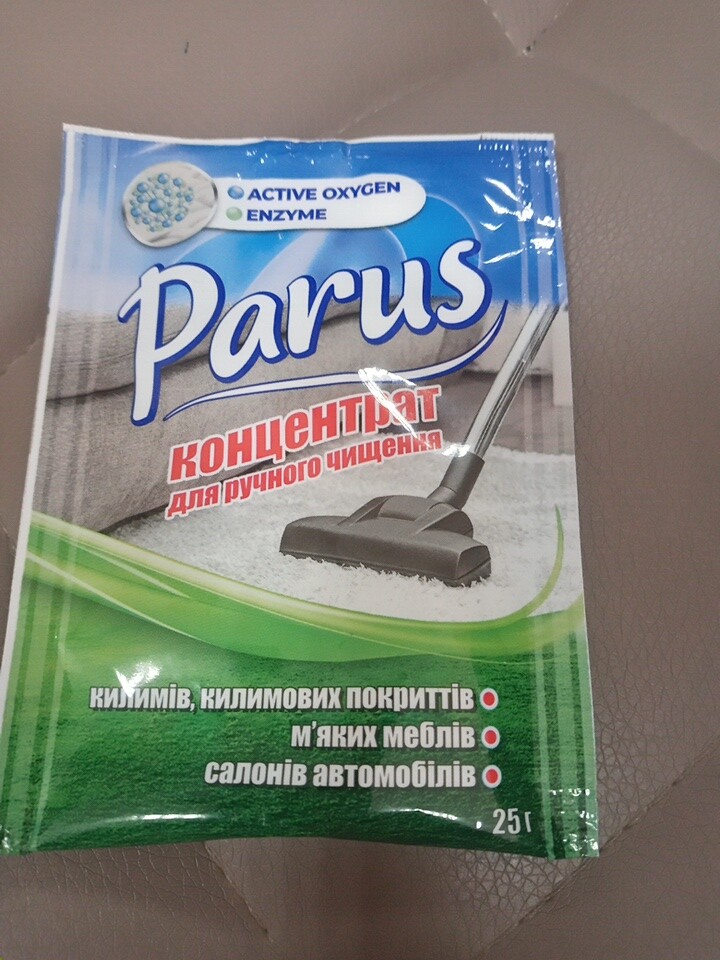 ACTIVE OXYGEN
ENZYME
Parus
концентрат
для ручного чищення
килимів, килимових покриттів
м'яких меблів
салонів автомобілів
25 г